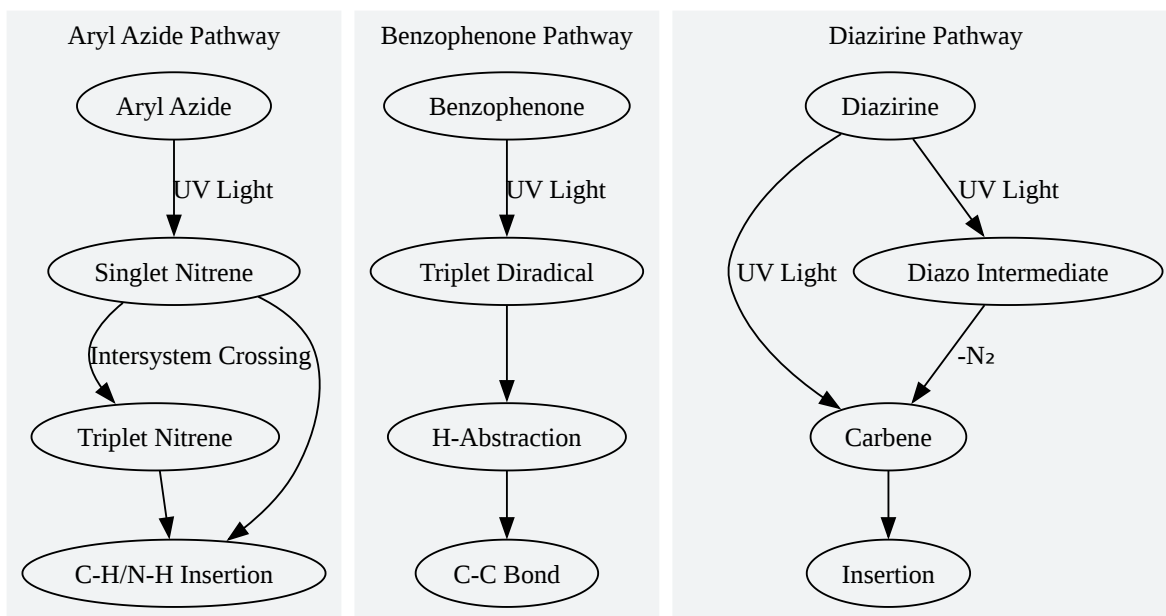 Aryl Azide Pathway
Aryl Azide
UV Light
Singlet Nitrene
Intersystem Crossing
Triplet Nitrene
C-H/N-H Insertion
Benzophenone Pathway
Benzophenone
UV Light
Triplet Diradical
H-Abstraction
C-C Bond
Diazirine Pathway
Diazirine
UV Light
UV Light
Diazo Intermediate
-N₂
Carbene
Insertion